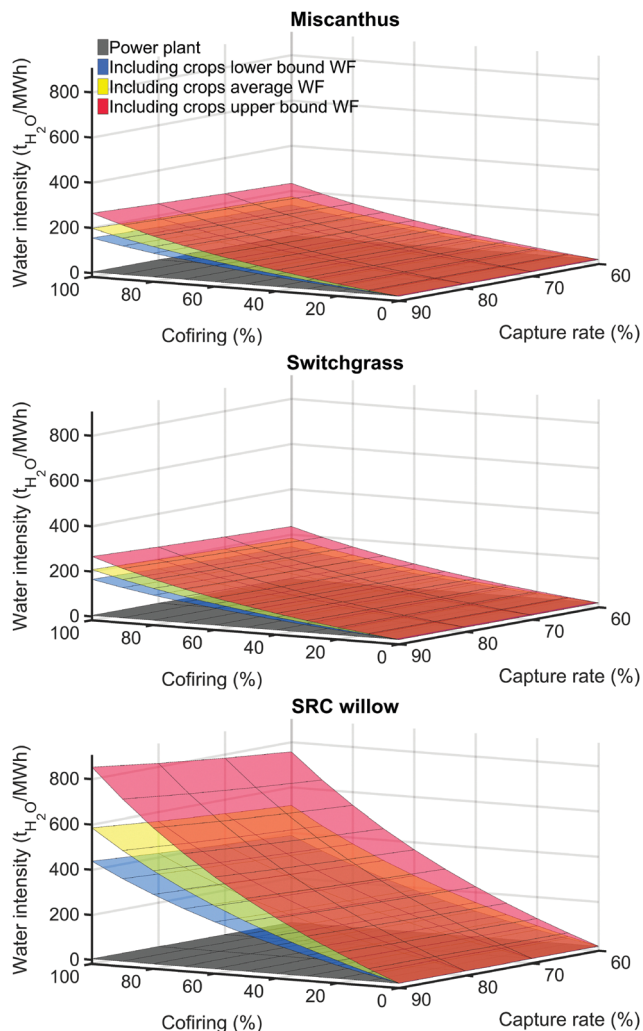 Miscanthus
Power plant
Including crops lower bound WF
Including crops average WF
Including crops upper bound WF
Water intensity (t_H2O/MWh)
800
600
400
200
0
100
80
60
40
20
0
Cofiring (%)
90
80
70
60
Capture rate (%)
Switchgrass
Water intensity (t_H2O/MWh)
800
600
400
200
0
100
80
60
40
20
0
Cofiring (%)
90
80
70
60
Capture rate (%)
SRC willow
Water intensity (t_H2O/MWh)
800
600
400
200
0
100
80
60
40
20
0
Cofiring (%)
90
80
70
60
Capture rate (%)